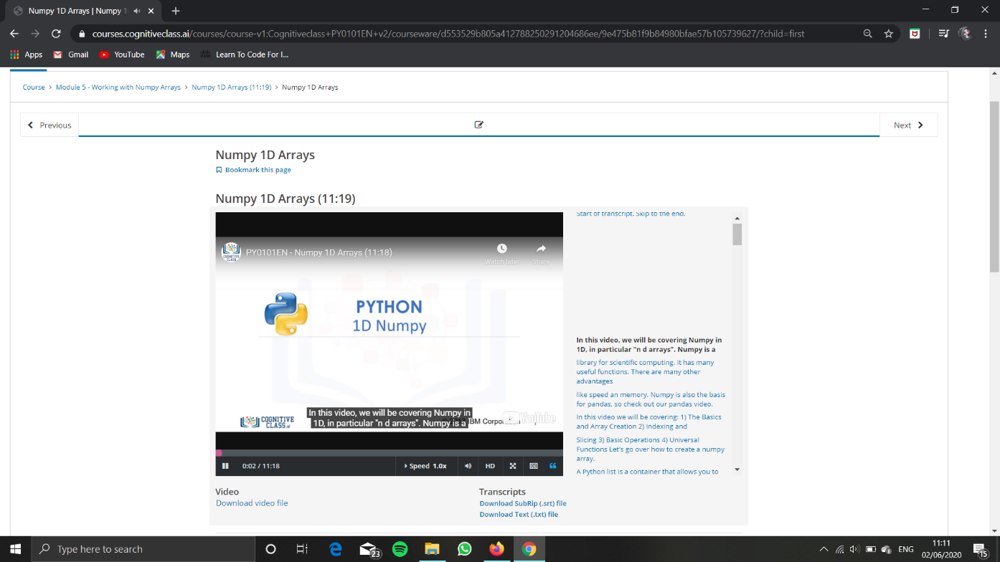 Numpy 1D Arrays | Numpy 1
courses.cognitiveclass.ai/courses/course-v1:Cognitiveclass+PY0101EN+v2/courseware/d553529b805a412788250291204686ee/9e475b81f9b84980bfae57b105739627/?child=first
Apps Gmail YouTube Maps Learn To Code For I...
Course > Module 5 - Working with Numpy Arrays > Numpy 1D Arrays (11:19) > Numpy 1D Arrays
Previous
Next
Numpy 1D Arrays
Bookmark this page
Numpy 1D Arrays (11:19)
COGNITIVE CLASS
PY0101EN - Numpy 1D Arrays (11:18)
Watch later
Share
PYTHON
1D Numpy
COGNITIVE
CLASS.ai
In this video, we will be covering Numpy in
1D, in particular "n d arrays". Numpy is a
IBM Corporation
YouTube
0:02 / 11:18
Speed 1.0x
HD
CC
Start of transcript. Skip to the end.
In this video, we will be covering Numpy in
1D, in particular "n d arrays". Numpy is a
library for scientific computing. It has many
useful functions. There are many other
advantages
like speed an memory. Numpy is also the basis
for pandas, so check out our pandas video.
In this video we will be covering: 1) The Basics
and Array Creation 2) Indexing and
Slicing 3) Basic Operations 4) Universal
Functions Let's go over how to create a numpy
array.
A Python list is a container that allows you to
Video
Download video file
Transcripts
Download SubRip (.srt) file
Download Text (.txt) file
Type here to search
23
ENG
11:11
02/06/2020
15